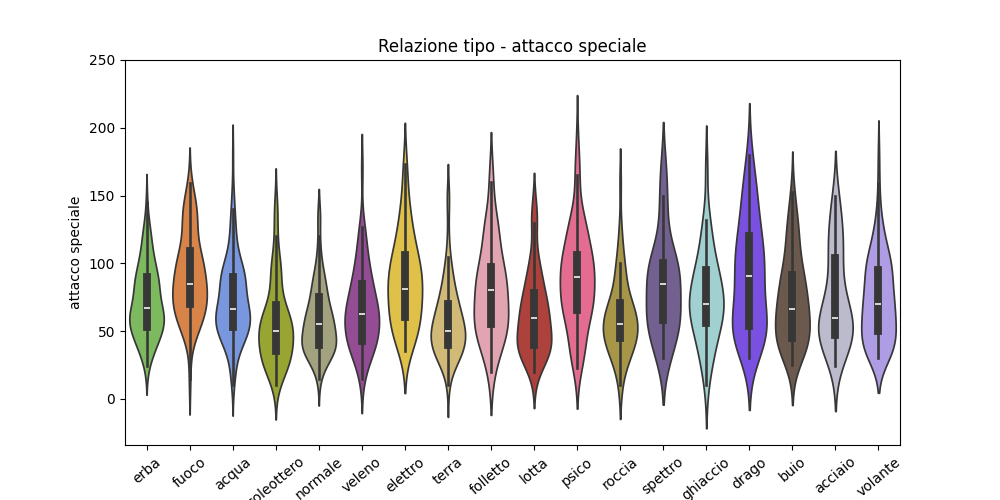 Relazione tipo - attacco speciale
250
200
150
100
50
0
attacco speciale
erba
fuoco
acqua
oleottero
normale
veleno
elettro
terra
folletto
lotta
psico
roccia
spettro
ghiaccio
drago
buio
acciaio
volante